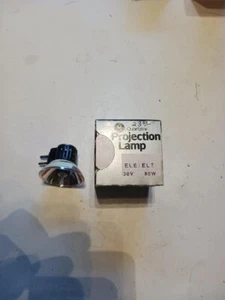 Projection
Lamp
ELE/ELT
30V 80W